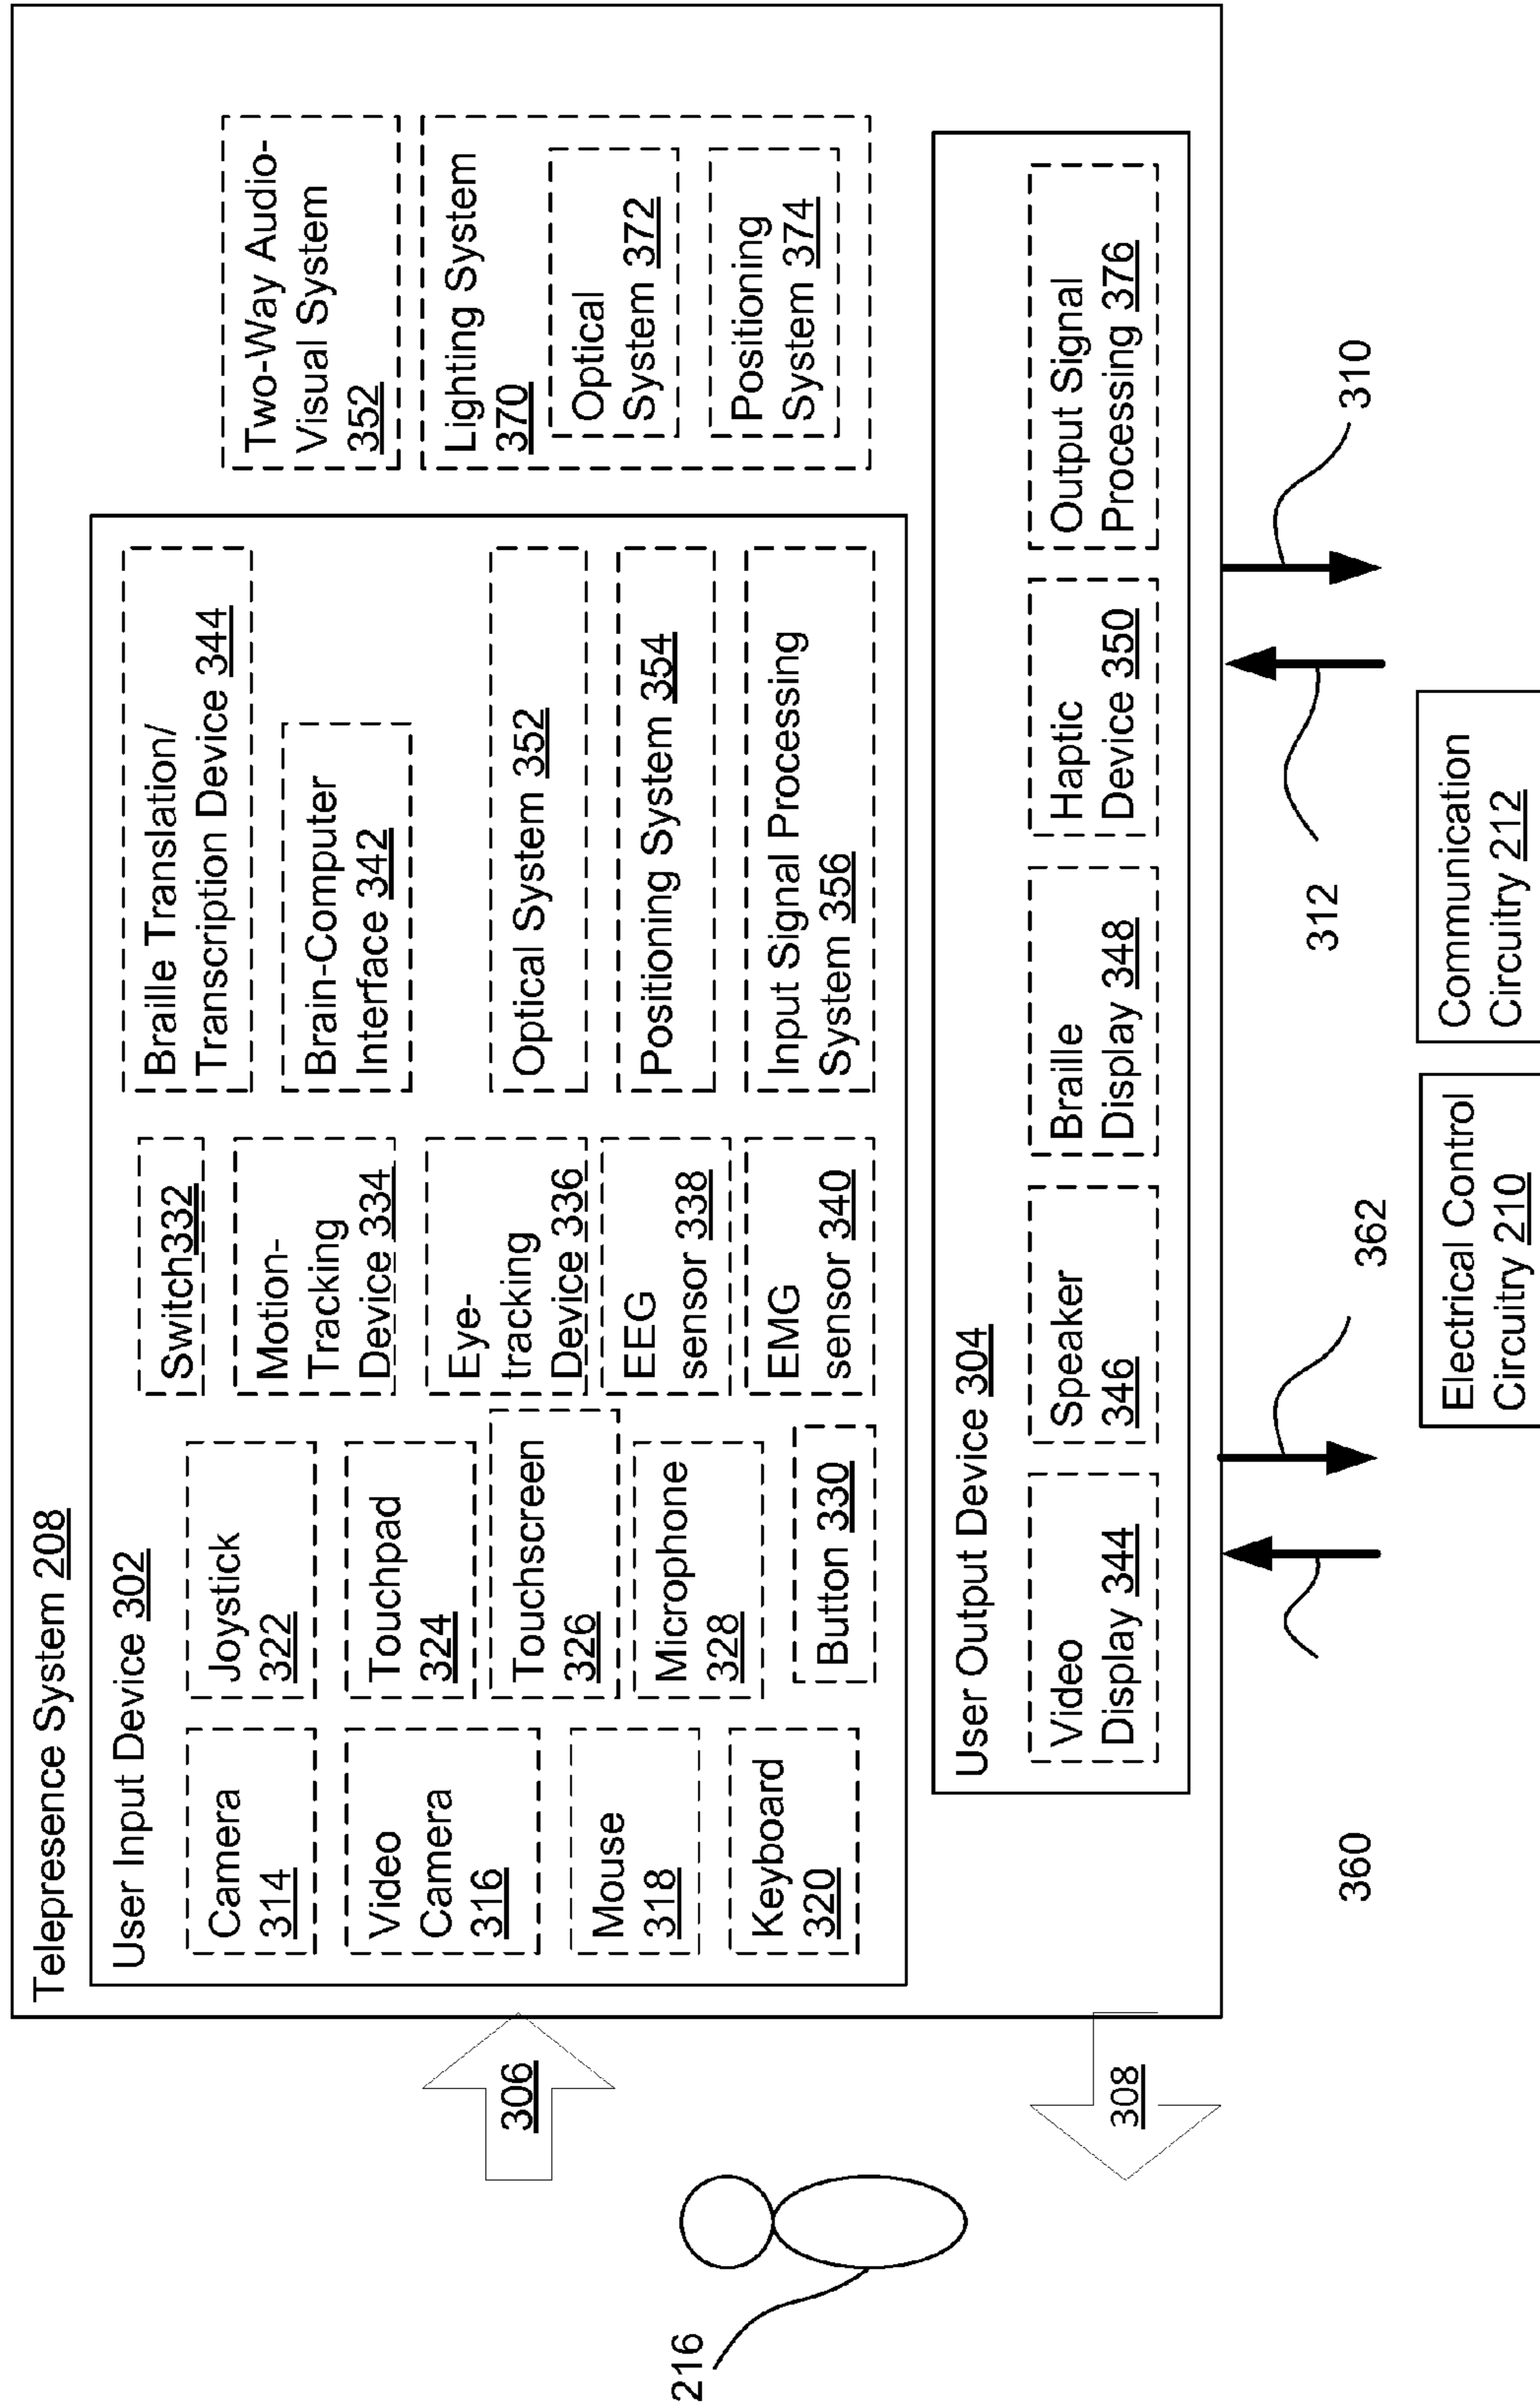 Telepresence System 208
User Input Device 302
Camera
314
Video
Camera
316
Mouse
318
Keyboard
320
Joystick
322
Touchpad
324
Touchscreen
326
Microphone
328
Button 330
Switch332
Motion-
Tracking
Device 334
Eye-
tracking
Device 336
EEG
sensor 338
EMG
sensor 340
Braille Translation/
Transcription Device 344
Brain-Computer
Interface 342
Optical System 352
Positioning System 354
Input Signal Processing
System 356
Two-Way Audio-
Visual System
352
Lighting System
370
Optical
System 372
Positioning
System 374
User Output Device 304
Video
Display 344
Speaker
346
Braille
Display 348
Haptic
Device 350
Output Signal
Processing 376
306
308
216
360
362
312
310
Electrical Control
Circuitry 210
Communication
Circuitry 212